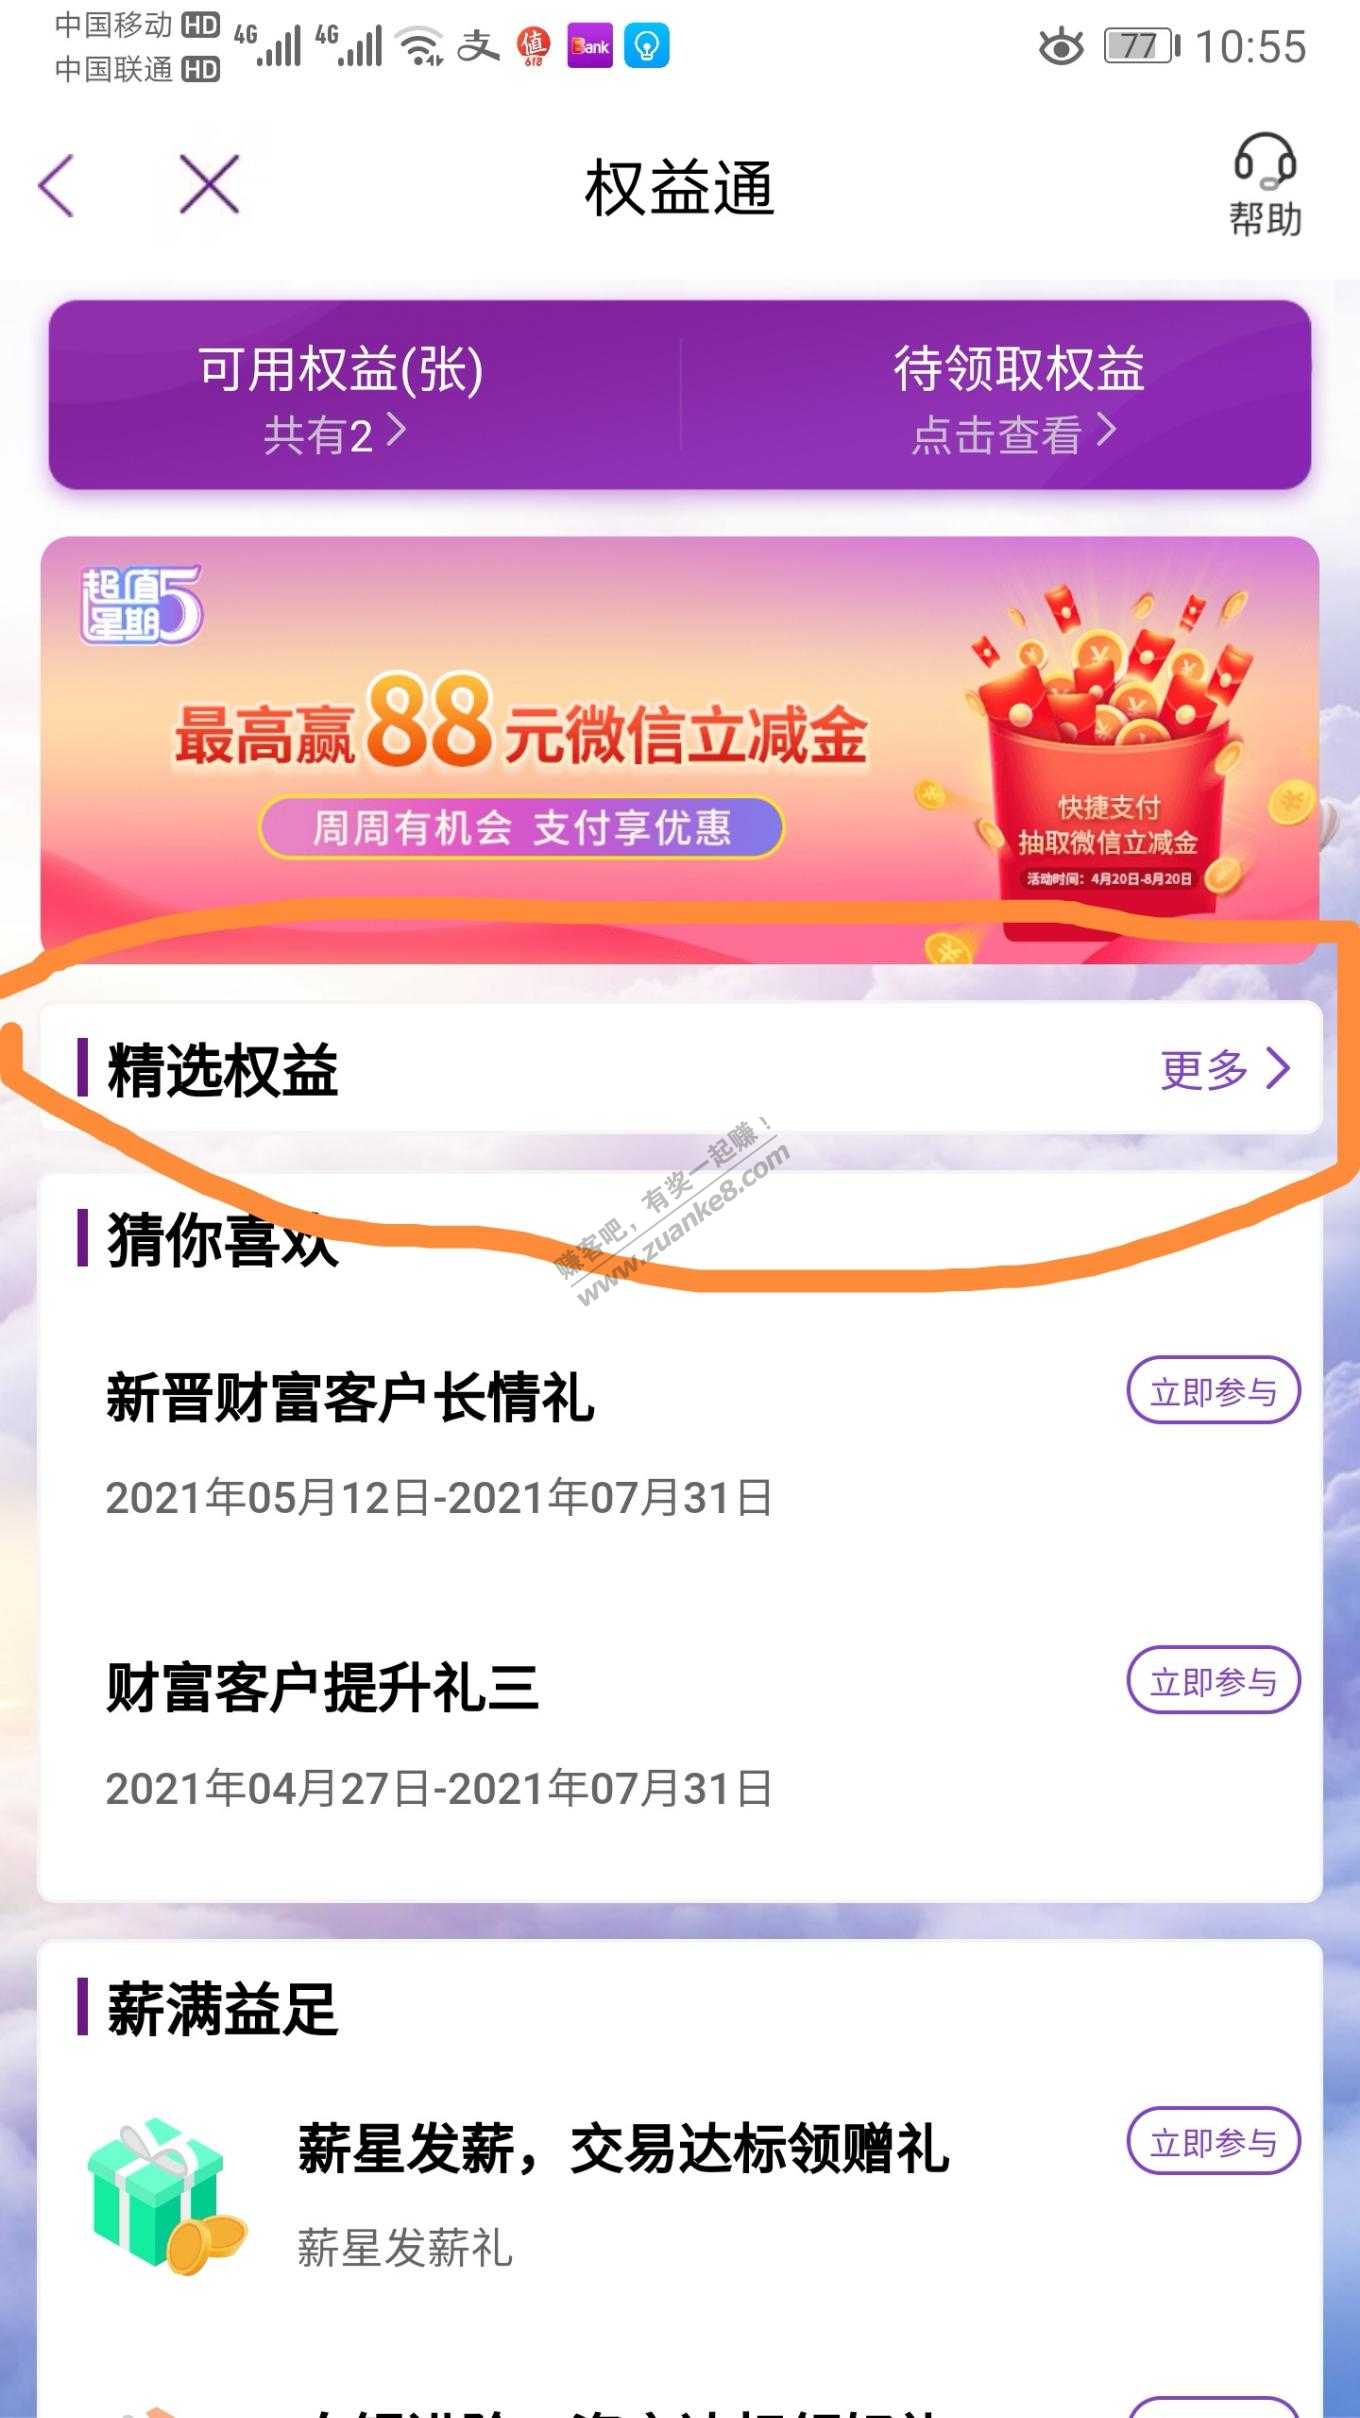 中国移动 HD 4G 4G 支 值 618 Bank 77 10:55
中国联通 HD
权益通
帮助
可用权益(张)
共有2
待领取权益
点击查看
超值星期5
最高赢88元微信立减金
周周有机会 支付享优惠
快捷支付
抽取微信立减金
活动时间：4月20日-8月20日
精选权益
更多
赚客吧，有奖一起赚！
www.zuanke8.com
猜你喜欢
新晋财富客户长情礼
立即参与
2021年05月12日-2021年07月31日
财富客户提升礼三
立即参与
2021年04月27日-2021年07月31日
薪满益足
薪星发薪，交易达标领赠礼
立即参与
薪星发薪礼